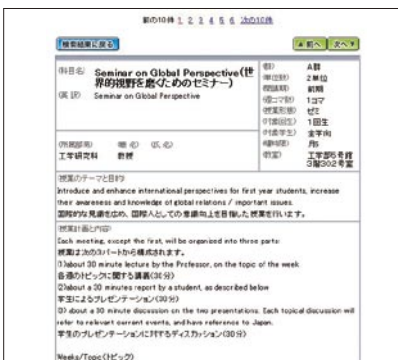 前の10件 1 2 3 4 5 6 次の10件
検索結果に戻る
▲前へ 次へ▼
(科目名) Seminar on Global Perspective(世界的視野を磨くためのセミナー)
(英 訳) Seminar on Global Perspective
(所属部局) (職 名) (氏 名)
工学研究科 教授
(群) A群
(単位数) 2単位
(開講期) 前期
(週コマ数) 1コマ
(授業形態) ゼミ
(対象回生) 1回生
(対象学生) 全学向
(曜時限) 月5
(教室) 工学部5号館
3階302号室
(授業のテーマと目的)
Introduce and enhance international perspectives for first year students, increase
their awareness and knowledge of global relations / important issues.
国際的な見識を広め、国際人としての意識向上を目指した授業を行います。
(授業計画と内容)
Each meeting, except the first, will be organized into three parts:
授業は次の3パートから構成されます。
1)about 30 minute lecture by the Professor, on the topic of the week
各週のトピックに関する講義(30分)
2)about a 30 minutes report by a student, as described below
学生によるプレゼンテーション(30分)
3) about a 30 minute discussion on the two presentations. Each topical discussion will
refer to relevant current events, and have reference to Japan.
学生のプレゼンテーションに対するディスカッション(30分)
Weeks/Topic(トピック)